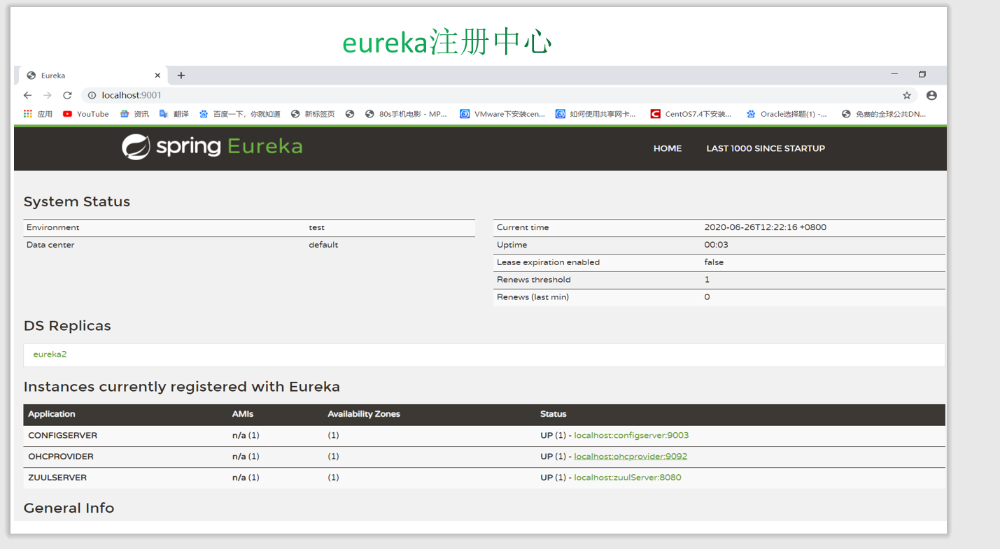 eureka注册中心
Eureka
localhost:9001
应用 YouTube 资讯 翻译 百度一下，你就知道 新标签页 80s手机电影 - MP... VMware下安装cen... 如何使用共享网卡... CentOS7.4下安装... Oracle选择题(1) -... 免费的全球公共DN...
spring Eureka HOME LAST 1000 SINCE STARTUP
System Status
Environment test
Data center default
Current time 2020-06-26T12:22:16 +0800
Uptime 00:03
Lease expiration enabled false
Renews threshold 1
Renews (last min) 0
DS Replicas
eureka2
Instances currently registered with Eureka
Application AMIs Availability Zones Status
CONFIGSERVER n/a (1) (1) UP (1) - localhost:configserver:9003
OHCPROVIDER n/a (1) (1) UP (1) - localhost:ohcprovider:9092
ZUULSERVER n/a (1) (1) UP (1) - localhost:zuulServer:8080
General Info